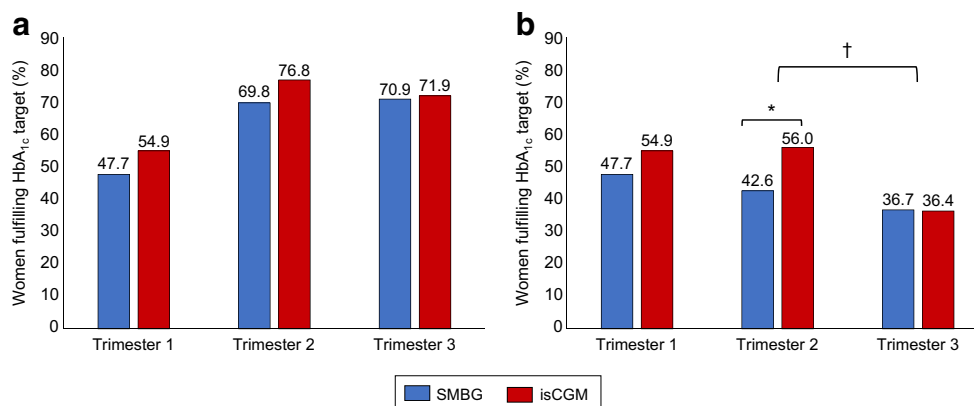 a
Women fulfilling HbA1c target (%)
90
80
70
60
50
40
30
20
10
0
47.7
54.9
69.8
76.8
70.9
71.9
Trimester 1
Trimester 2
Trimester 3
b
Women fulfilling HbA1c target (%)
90
80
70
60
50
40
30
20
10
0
†
*
47.7
54.9
42.6
56.0
36.7
36.4
Trimester 1
Trimester 2
Trimester 3
SMBG
isCGM